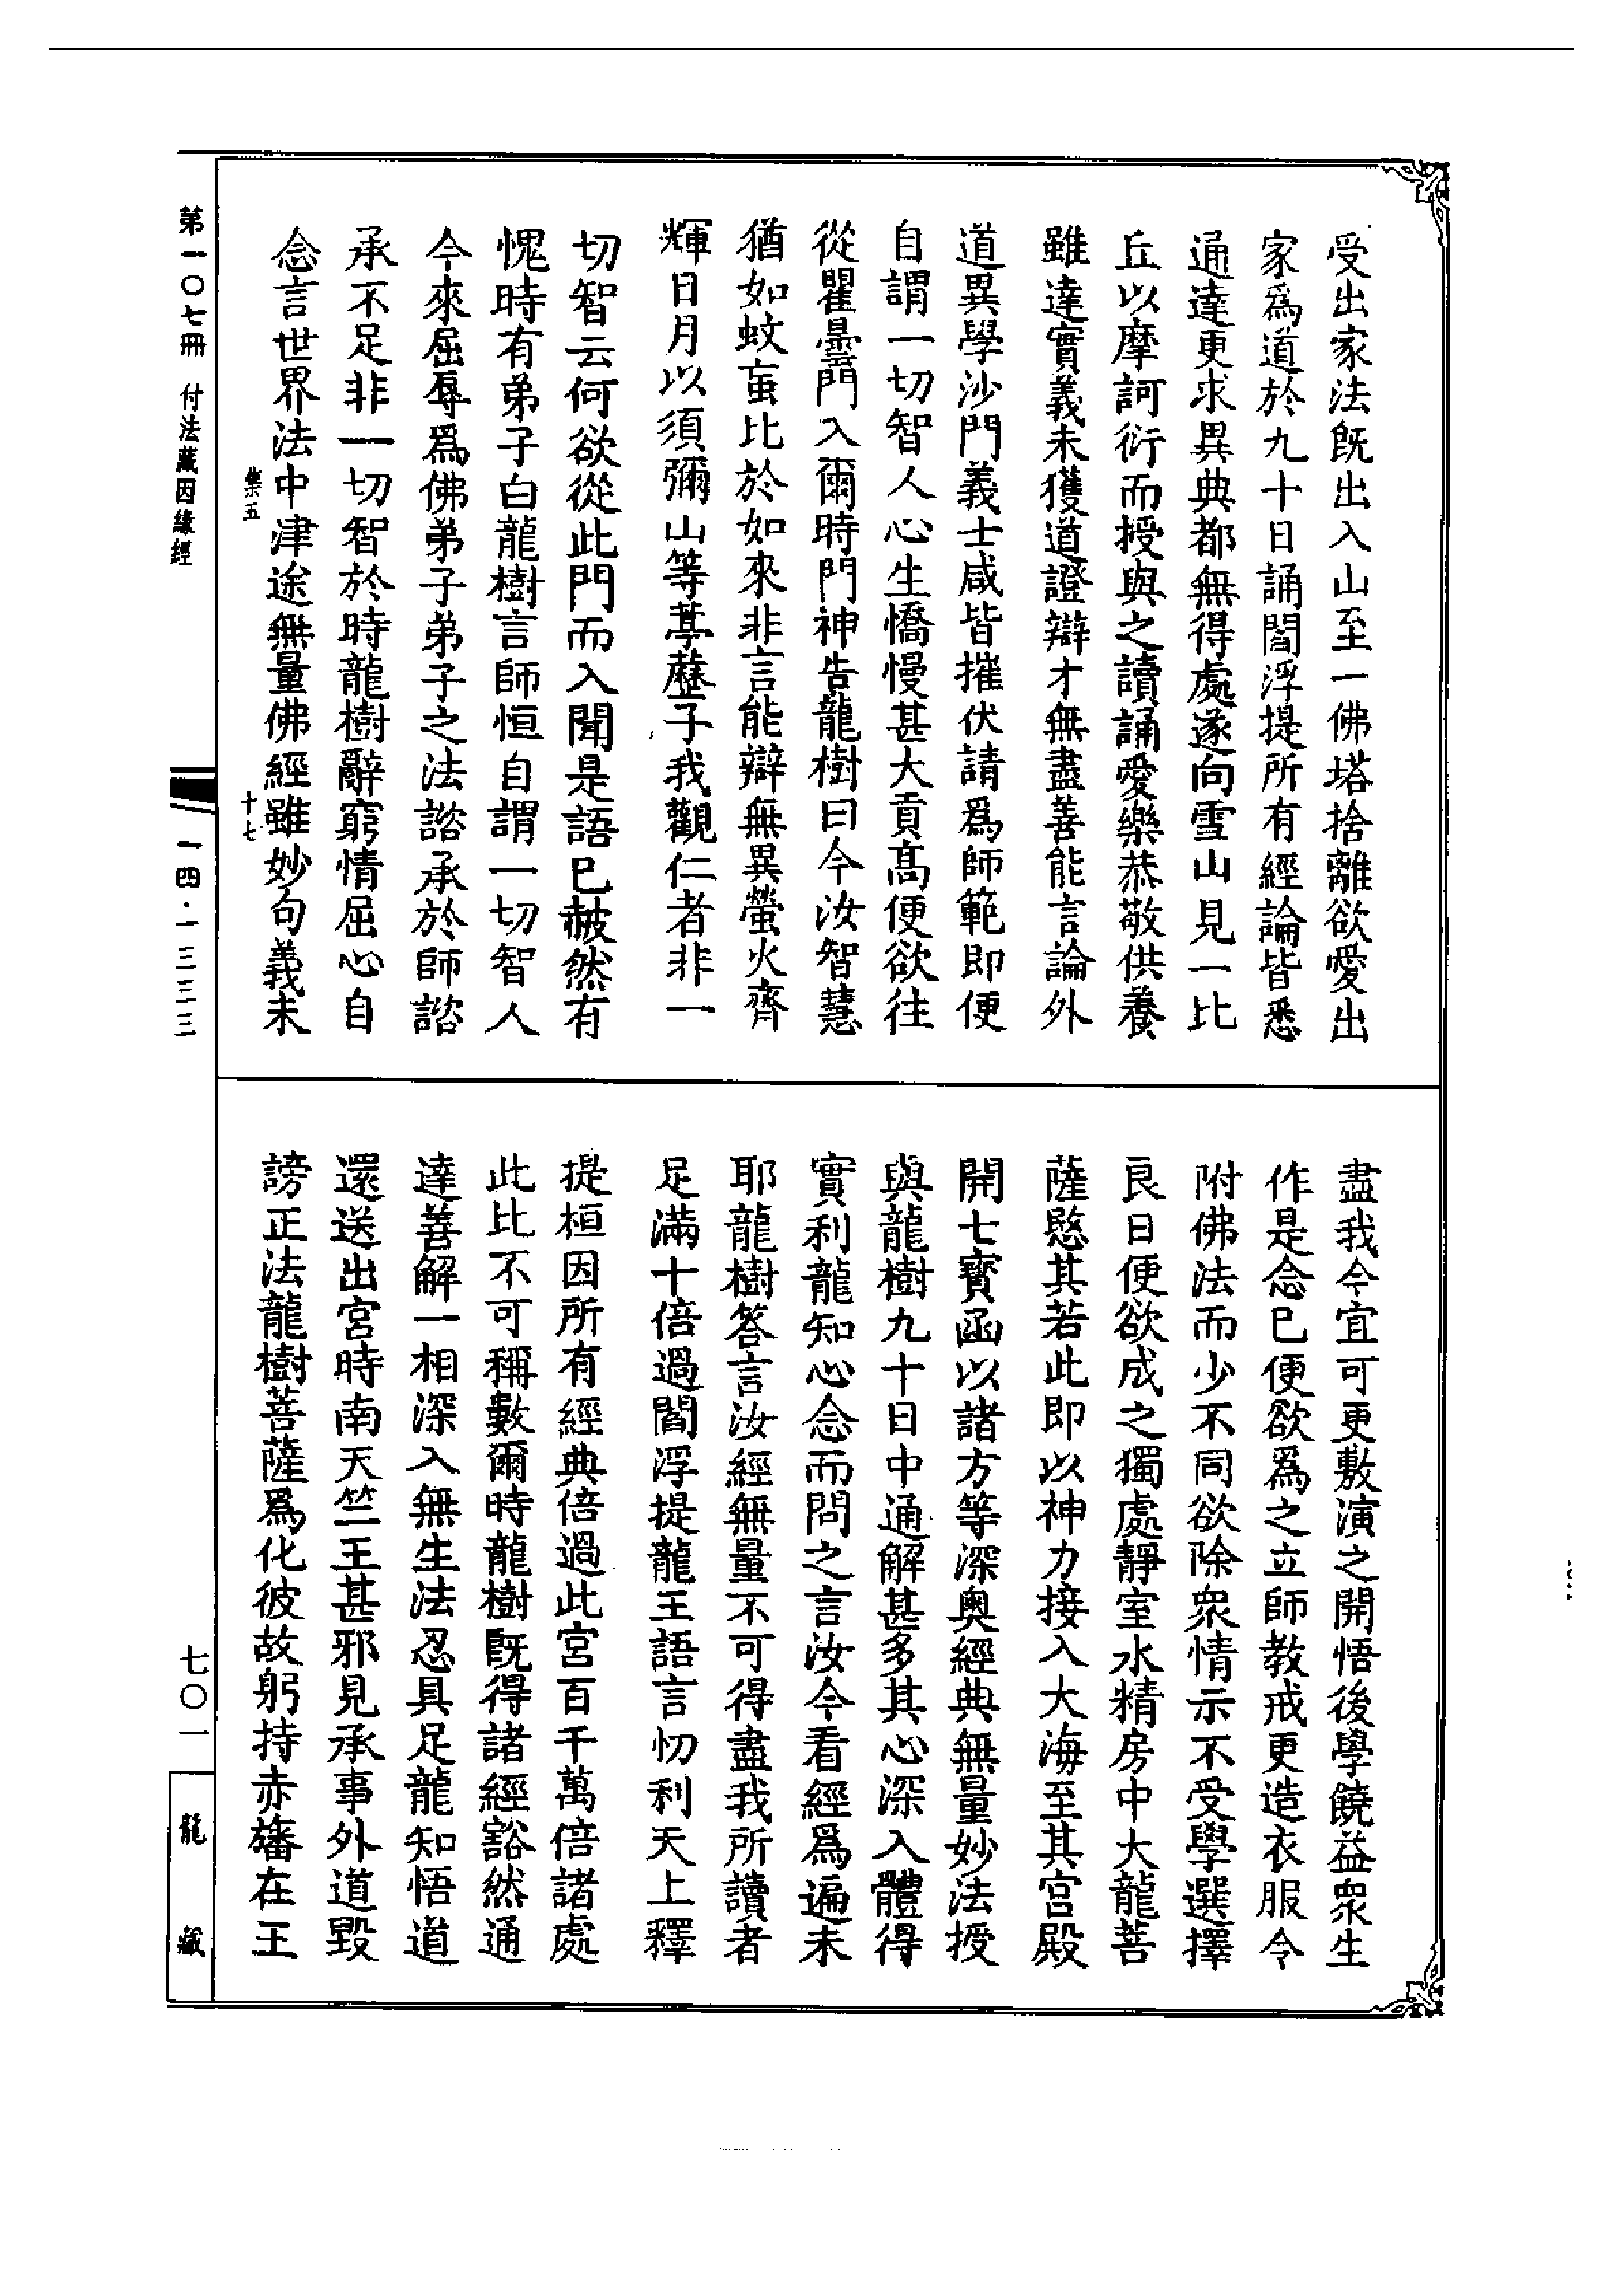 受出家法既出入山至一佛塔捨離欲愛出
家爲道於九十日誦閻浮提所有經論皆悉
通達更求異典都無得處遂向雪山見一比
丘以摩訶衍而授與之讀誦愛樂恭敬供養
雖達實義未獲道證辯才無盡善能言論外
道異學沙門義士咸皆摧伏請爲師範即便
自謂一切智人心生憍慢甚大貢高便欲往
從瞿曇門入爾時門神告龍樹曰今汝智慧
猶如蚊䖟比於如來非言能辯無異螢火齊
輝日月以須彌山等葶藶子我觀仁者非一
切智云何欲從此門而入聞是語已赧然有
愧時有弟子白龍樹言師恒自謂一切智人
今來屈辱爲佛弟子弟子之法諮承於師諮
承不足非一切智於時龍樹辭窮情屈心自
念言世界法中津途無量佛經雖妙句義未
樂五
十七
盡我今宜可更敷演之開悟後學饒益衆生
作是念已便欲爲之立師教戒更造衣服令
附佛法而少不同欲除衆情示不受學選擇
良日便欲成之獨處靜室水精房中大龍菩
薩愍其若此即以神力接入大海至其宮殿
開七寶函以諸方等深奧經典無量妙法授
與龍樹九十日中通解甚多其心深入體得
實利龍知心念而問之言汝今看經爲遍未
耶龍樹答言汝經無量不可得盡我所讀者
足滿十倍過閻浮提龍王語言忉利天上釋
提桓因所有經典倍過此宮百千萬倍諸處
此比不可稱數爾時龍樹既得諸經豁然通
達善解一相深入無生法忍具足龍知悟道
還送出宮時南天竺王甚邪見承事外道毀
謗正法龍樹菩薩爲化彼故躬持赤旛在王
第一〇七冊 付法藏因緣經
一四·一三三三
七〇一
龍藏